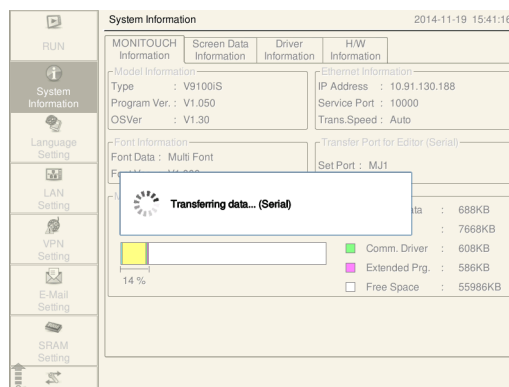 System Information 2014-11-19 15:41:16
RUN
MONITOUCH Information
Screen Data Information
Driver Information
H/W Information
System Information
Language Setting
LAN Setting
VPN Setting
E-Mail Setting
SRAM Setting
Model Information
Type : V9100iS
Program Ver. : V1.050
OSVer : V1.30
Ethernet Information
IP Address : 10.91.130.188
Service Port : 10000
Trans.Speed : Auto
Font Information
Font Data : Multi Font
Transfer Port for Editor (Serial)
Set Port : MJ1
Transferring data... (Serial)
: 688KB
: 7668KB
Comm. Driver : 608KB
Extended Prg. : 586KB
Free Space : 55986KB
14 %